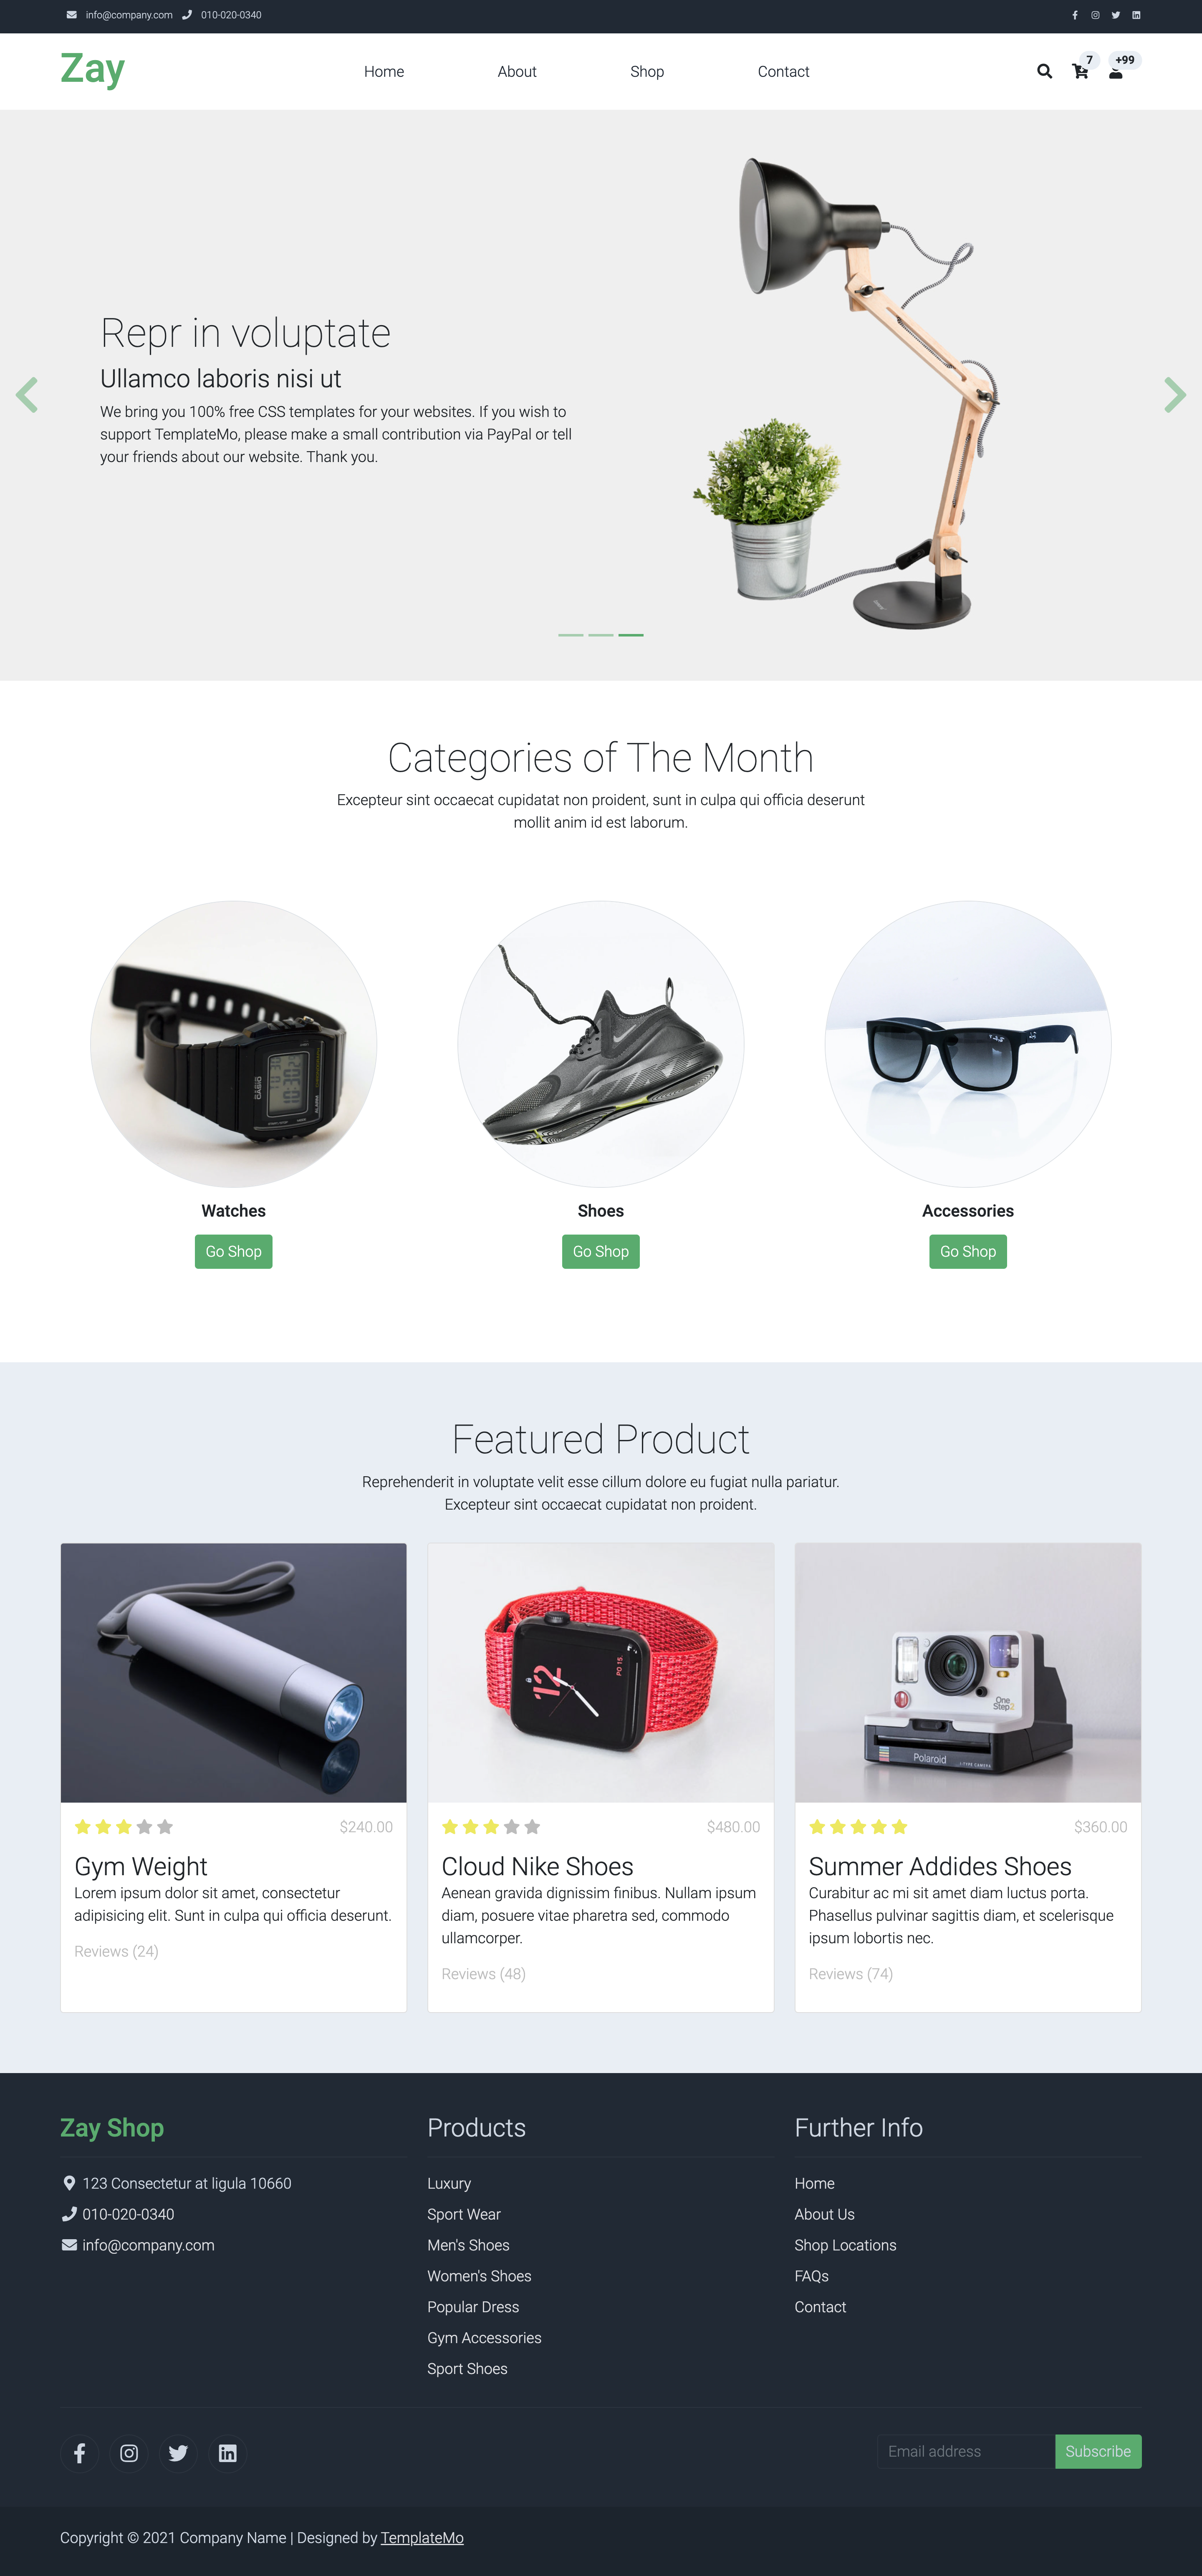 info@company.com 010-020-0340
Zay
Home About Shop Contact
7 +99
Repr in voluptate
Ullamco laboris nisi ut
We bring you 100% free CSS templates for your websites. If you wish to
support TemplateMo, please make a small contribution via PayPal or tell
your friends about our website. Thank you.
Categories of The Month
Excepteur sint occaecat cupidatat non proident, sunt in culpa qui officia deserunt
mollit anim id est laborum.
CASIO
Watches
Go Shop
Shoes
Go Shop
Accessories
Go Shop
Featured Product
Reprehenderit in voluptate velit esse cillum dolore eu fugiat nulla pariatur.
Excepteur sint occaecat cupidatat non proident.
12
One
Step2
Polaroid
$240.00
Gym Weight
Lorem ipsum dolor sit amet, consectetur
adipisicing elit. Sunt in culpa qui officia deserunt.
Reviews (24)
$480.00
Cloud Nike Shoes
Aenean gravida dignissim finibus. Nullam ipsum
diam, posuere vitae pharetra sed, commodo
ullamcorper.
Reviews (48)
$360.00
Summer Addides Shoes
Curabitur ac mi sit amet diam luctus porta.
Phasellus pulvinar sagittis diam, et scelerisque
ipsum lobortis nec.
Reviews (74)
Zay Shop
123 Consectetur at ligula 10660
010-020-0340
info@company.com
Products
Luxury
Sport Wear
Men's Shoes
Women's Shoes
Popular Dress
Gym Accessories
Sport Shoes
Further Info
Home
About Us
Shop Locations
FAQs
Contact
Email address Subscribe
Copyright © 2021 Company Name | Designed by TemplateMo